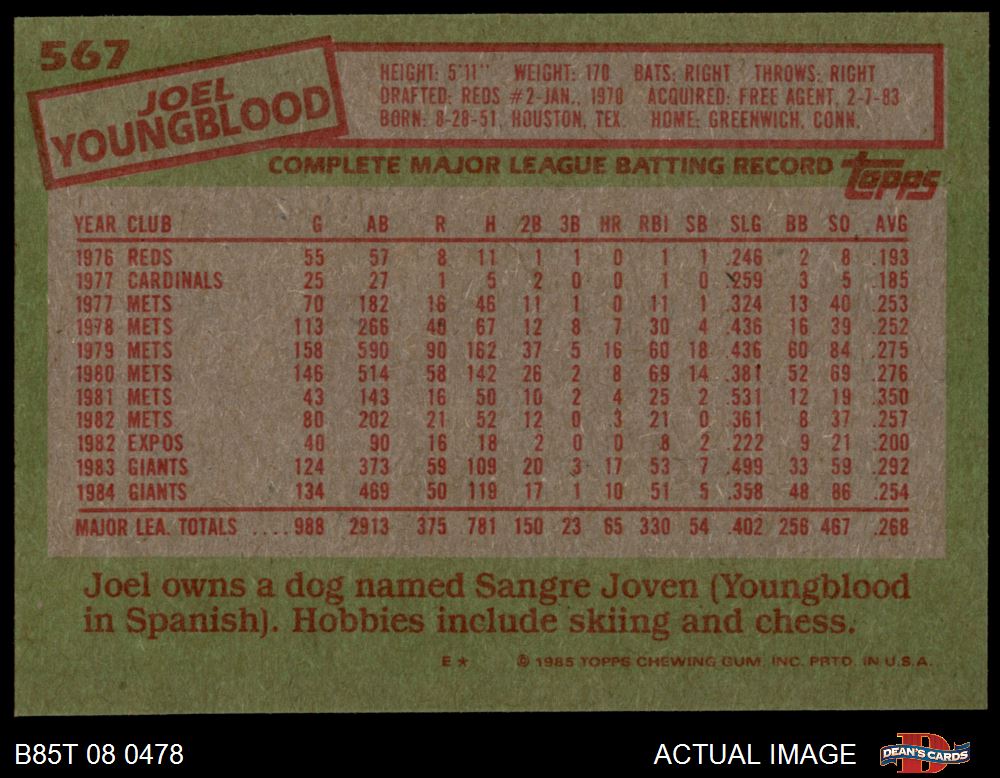 567
JOEL
YOUNGBLOOD
HEIGHT: 5'11" WEIGHT: 170 BATS: RIGHT THROWS: RIGHT
DRAFTED: REDS #2-JAN., 1970 ACQUIRED: FREE AGENT, 2-7-83
BORN: 8-28-51, HOUSTON, TEX. HOME: GREENWICH, CONN.
COMPLETE MAJOR LEAGUE BATTING RECORD topps
YEAR CLUB G AB R H 2B 3B HR RBI SB SLG BB SO AVG
1976 REDS 55 57 8 11 1 1 0 1 1 .246 2 8 .193
1977 CARDINALS 25 27 1 5 2 0 0 1 0 .259 3 5 .185
1977 METS 70 182 16 46 11 1 0 11 1 .324 13 40 .253
1978 METS 113 266 40 67 12 8 7 30 4 .436 16 39 .252
1979 METS 158 590 90 162 37 5 16 60 18 .436 60 84 .275
1980 METS 146 514 58 142 26 2 8 69 14 .381 52 69 .276
1981 METS 43 143 16 50 10 2 4 25 2 .531 12 19 .350
1982 METS 80 202 21 52 12 0 3 21 0 .361 8 37 .257
1982 EXPOS 40 90 16 18 2 0 0 8 2 .222 9 21 .200
1983 GIANTS 124 373 59 109 20 3 17 53 7 .499 33 59 .292
1984 GIANTS 134 469 50 119 17 1 10 51 5 .358 48 86 .254
MAJOR LEA. TOTALS ....988 2913 375 781 150 23 65 330 54 .402 256 467 .268
Joel owns a dog named Sangre Joven (Youngblood
in Spanish). Hobbies include skiing and chess.
E★ © 1985 TOPPS CHEWING GUM, INC. PRTD. IN U.S.A.
B85T 08 0478 ACTUAL IMAGE DEAN'S CARDS